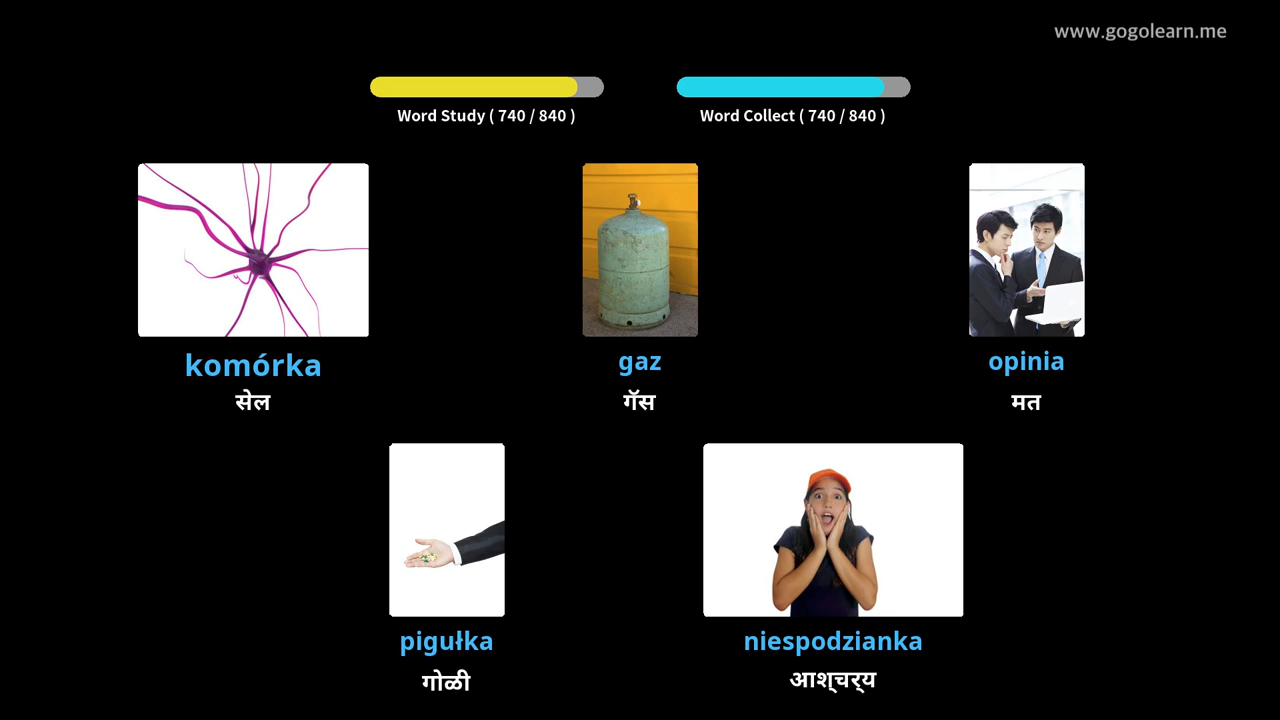 www.gogolearn.me
Word Study ( 740 / 840 )
Word Collect ( 740 / 840 )
komórka
सेल
gaz
गॅस
opinia
मत
pigułka
गोळी
niespodzianka
आश्चर्य